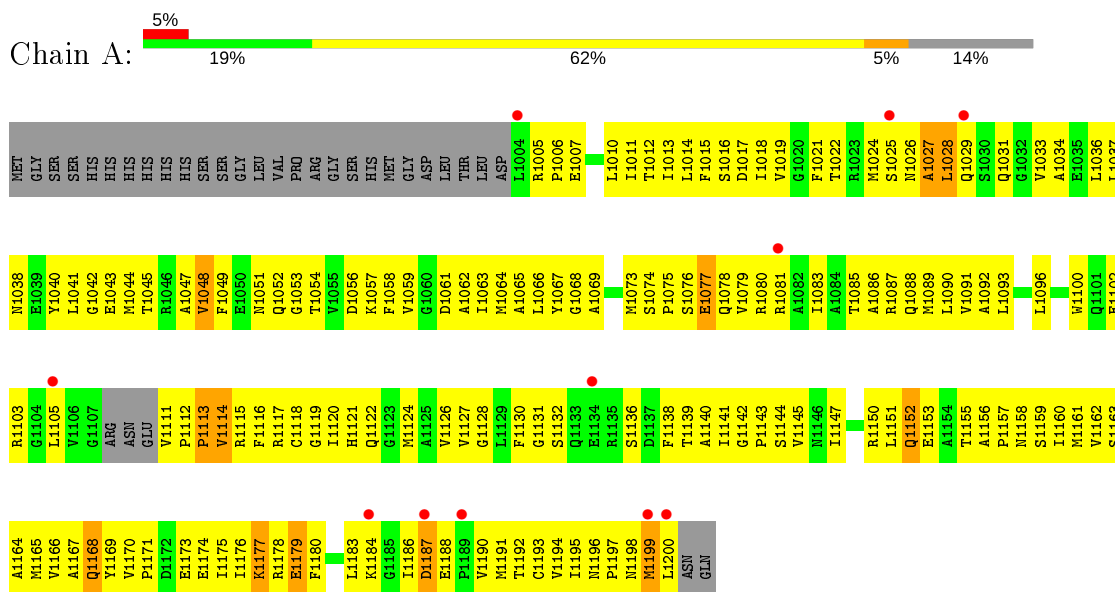 5%
Chain A:
19% 62% 5% 14%
MET GLY SER SER HIS HIS HIS HIS HIS HIS SER SER GLY LEU VAL PRO ARG GLY SER HIS MET GLY ASP LEU THR LEU ASP L1004 R1005 P1006 E1007 L1010 I1011 T1012 I1013 L1014 F1015 S1016 D1017 I1018 V1019 G1020 F1021 T1022 R1023 M1024 S1025 N1026 A1027 L1028 Q1029 S1030 Q1031 G1032 V1033 A1034 E1035 L1036 L1037
N1038 E1039 Y1040 L1041 G1042 E1043 M1044 T1045 R1046 A1047 V1048 F1049 E1050 N1051 Q1052 G1053 T1054 V1055 D1056 K1057 F1058 V1059 G1060 D1061 A1062 I1063 M1064 A1065 L1066 Y1067 G1068 A1069 M1073 S1074 P1075 S1076 E1077 Q1078 V1079 R1080 R1081 A1082 I1083 A1084 T1085 A1086 R1087 Q1088 M1089 L1090 V1091 A1092 L1093 L1096 W1100 Q1101 E1102
R1103 G1104 L1105 V1106 G1107 ARG ASN GLU V1111 P1112 P1113 V1114 R1115 F1116 R1117 C1118 G1119 I1120 H1121 Q1122 G1123 M1124 A1125 V1126 V1127 G1128 L1129 F1130 G1131 S1132 Q1133 E1134 R1135 S1136 D1137 F1138 T1139 A1140 I1141 G1142 P1143 S1144 V1145 N1146 I1147 R1150 L1151 Q1152 E1153 A1154 T1155 A1156 P1157 N1158 S1159 I1160 M1161 V1162 S1163
A1164 M1165 V1166 A1167 Q1168 Y1169 V1170 P1171 D1172 E1173 E1174 I1175 I1176 K1177 R1178 E1179 F1180 L1183 K1184 G1185 I1186 D1187 E1188 P1189 V1190 M1191 T1192 C1193 V1194 I1195 N1196 P1197 N1198 M1199 L1200 ASN GLN